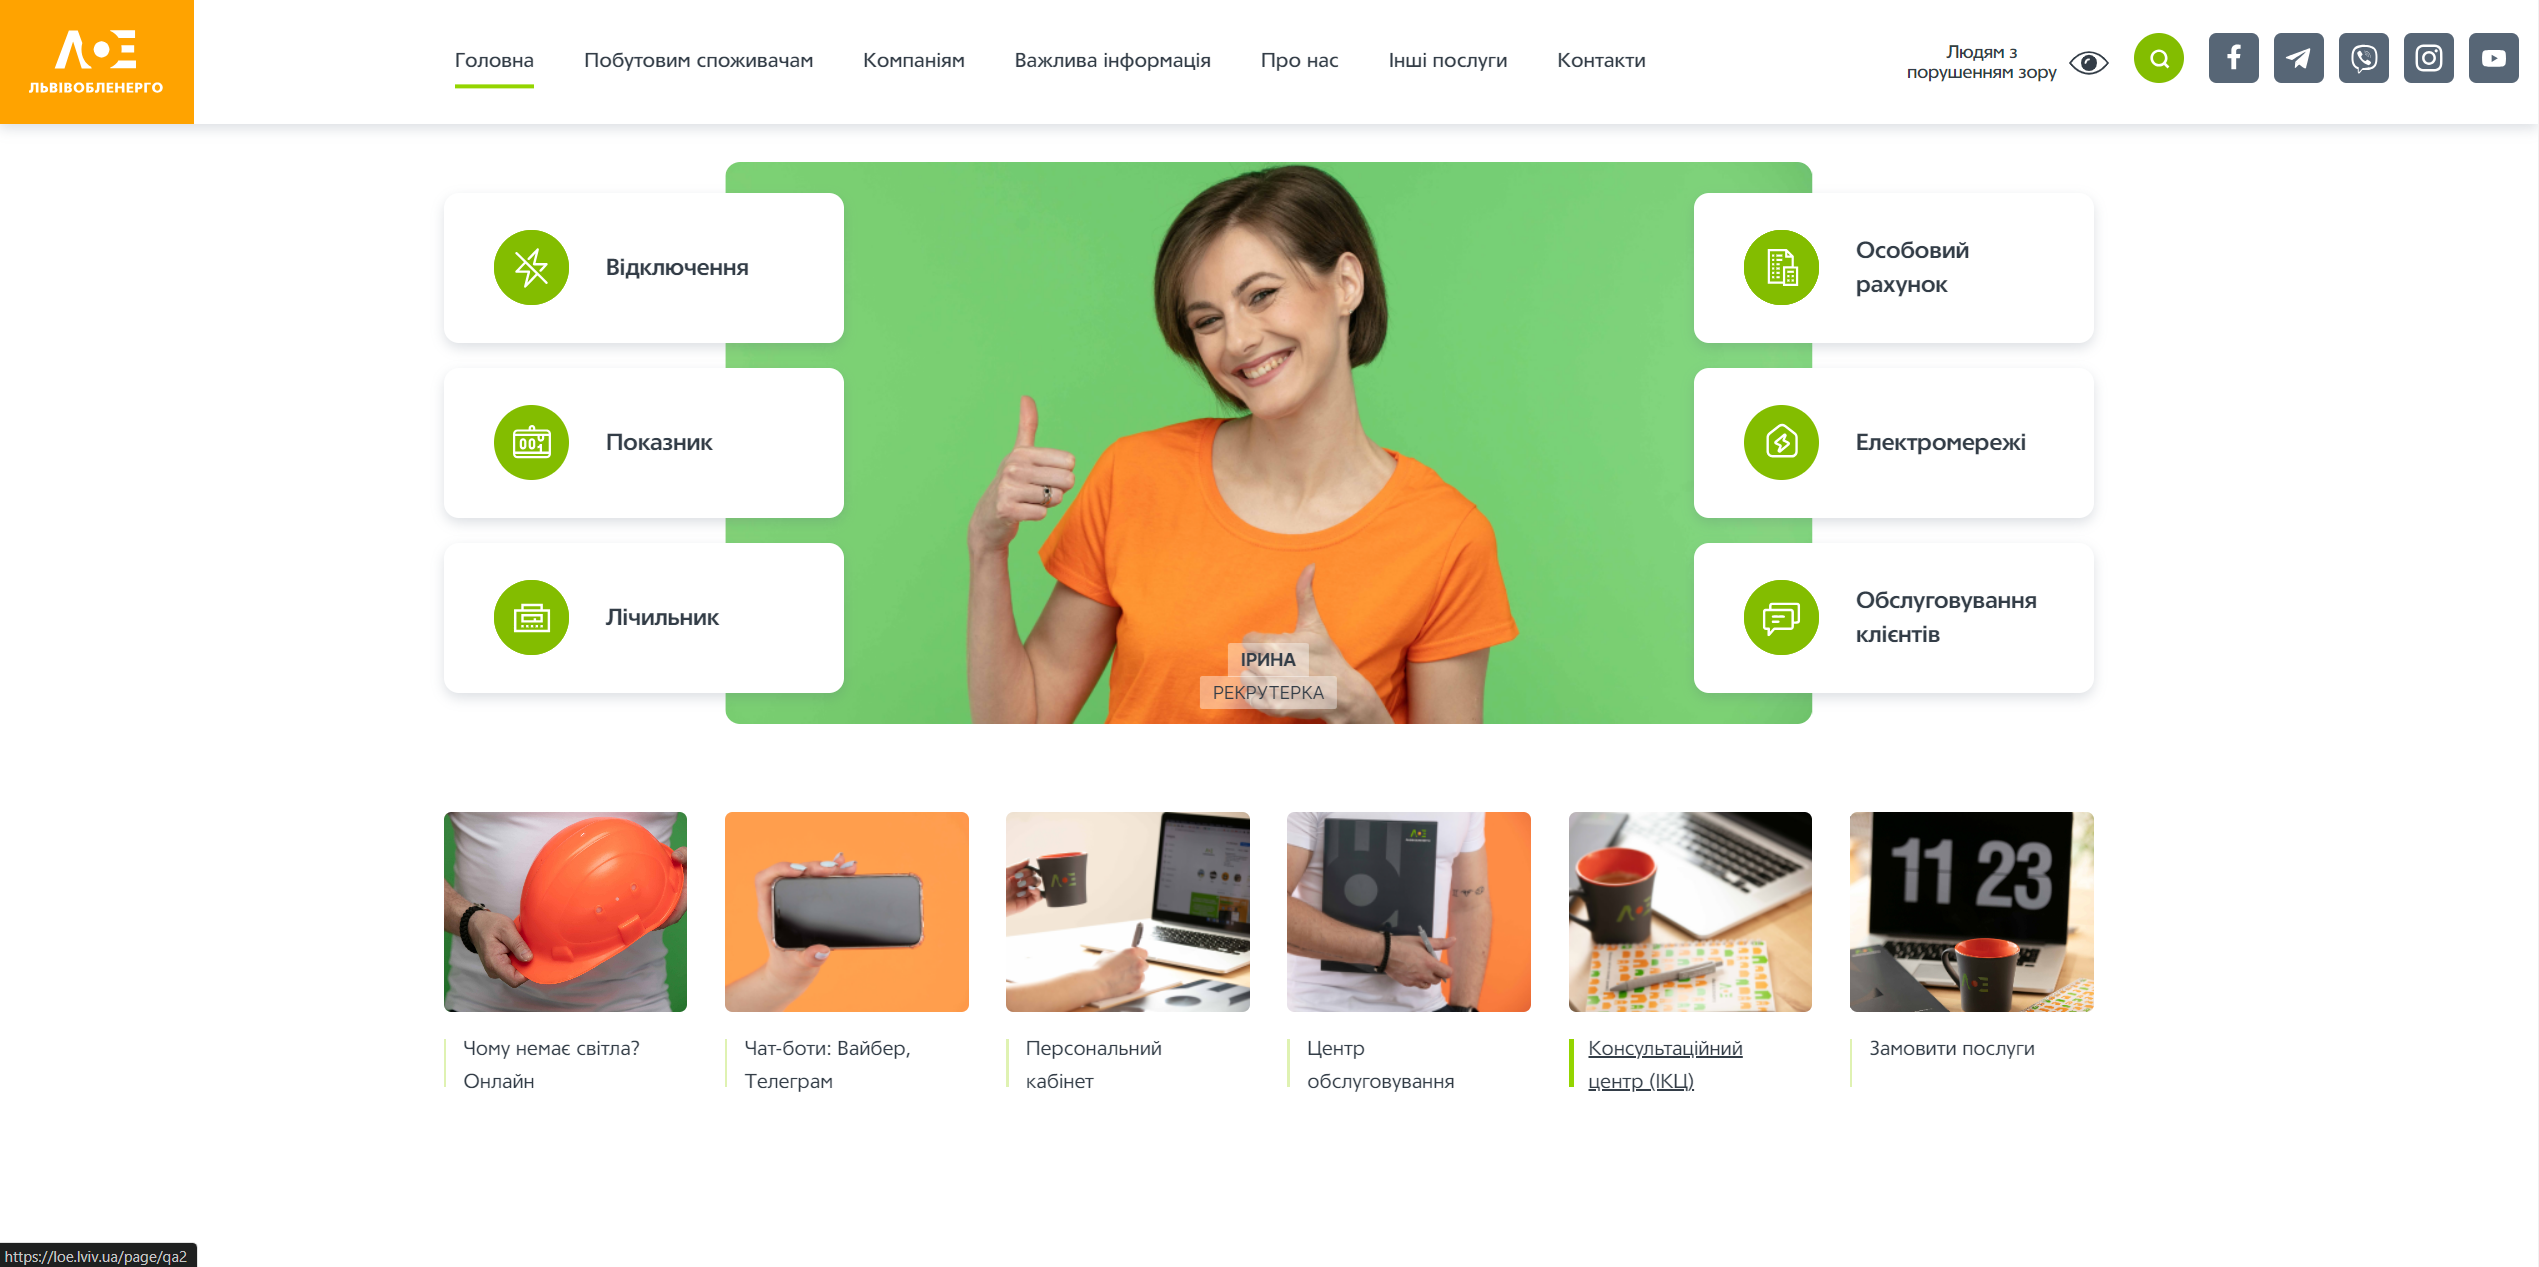 ЛОЕ
ЛЬВІВОБЛЕНЕРГО
Головна
Побутовим споживачам
Компаніям
Важлива інформація
Про нас
Інші послуги
Контакти
Людям з
порушенням зору
Відключення
Показник
Лічильник
ІРИНА
РЕКРУТЕРКА
Особовий
рахунок
Електромережі
Обслуговування
клієнтів
11 23
Чому немає світла?
Онлайн
Чат-боти: Вайбер,
Телеграм
Персональний
кабінет
Центр
обслуговування
Консультаційний
центр (ІКЦ)
Замовити послуги
https://loe.lviv.ua/page/qa2